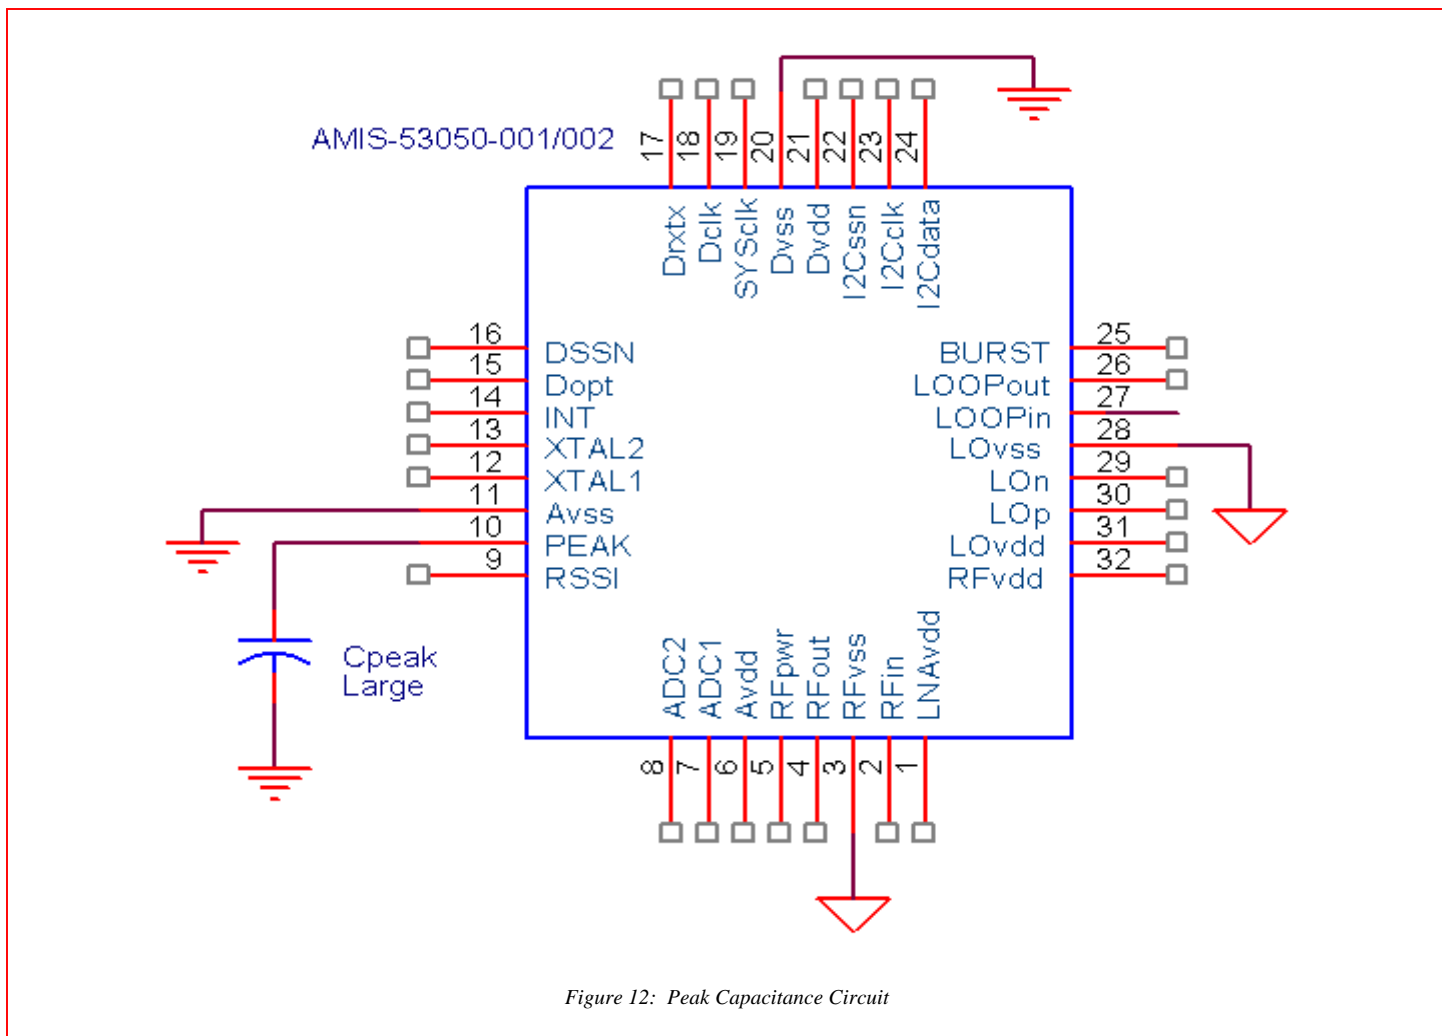 AMIS-53050-001/002
17 18 19 20 21 22 23 24
Drxtx Dclk SYSclk Dvss Dvdd I2Cssn I2Cclk I2Cdata
16 DSSN
15 Dopt
14 INT
13 XTAL2
12 XTAL1
11 Avss
10 PEAK
9 RSSI
BURST 25
LOOPout 26
LOOPin 27
LOvss 28
LOn 29
LOp 30
LOvdd 31
RFvdd 32
Cpeak
Large
ADC2 ADC1 Avdd RFpwr RFout RFvss RFin LNAvdd
8 7 6 5 4 3 2 1
Figure 12: Peak Capacitance Circuit